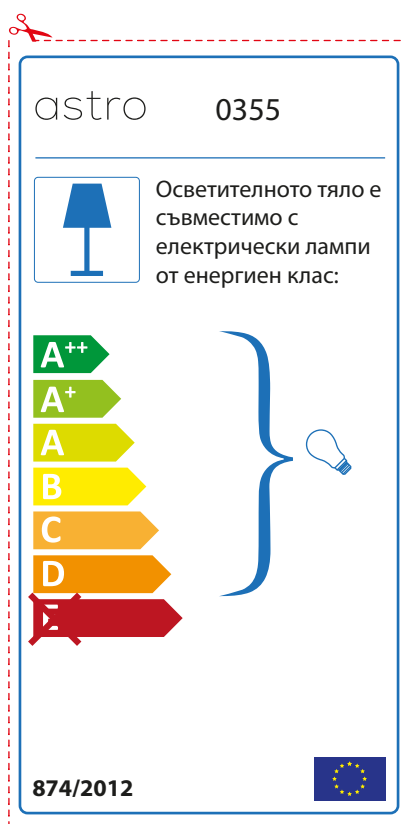 astro 0355
Осветителното тяло е
съвместимо с
електрически лампи
от енергиен клас:
A++
A+
A
B
C
D
E
874/2012